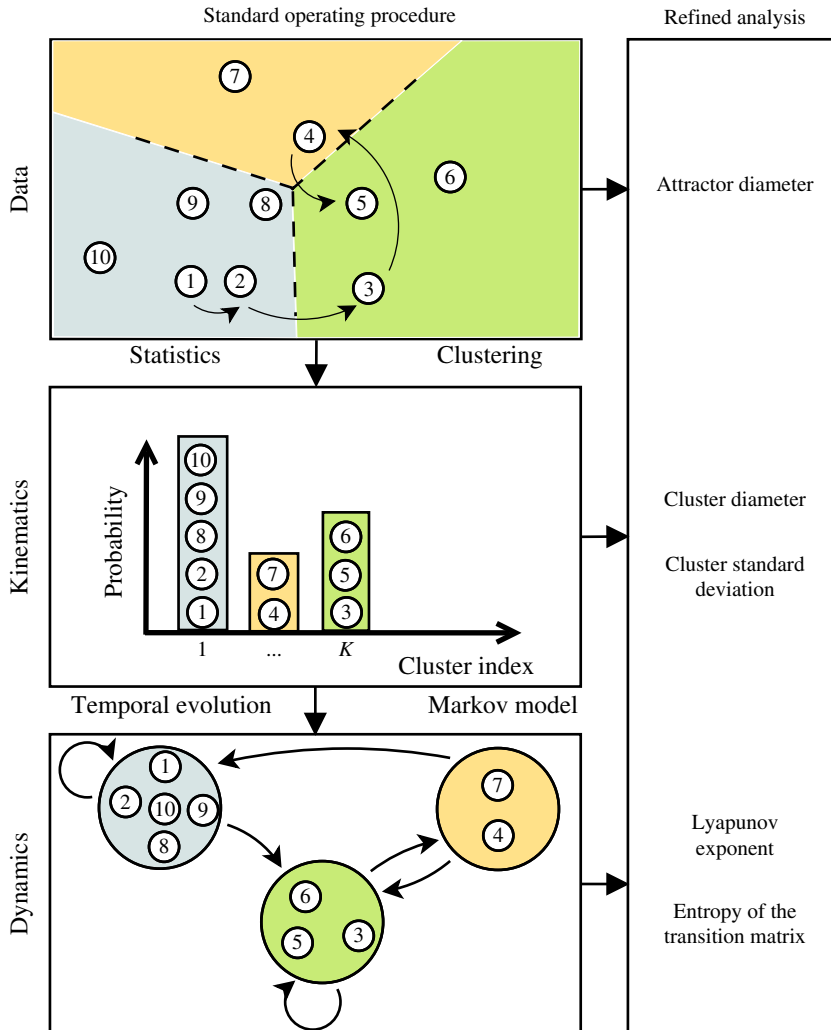 Standard operating procedure
Refined analysis
Data
7
4
6
9
8
5
10
1
2
3
Attractor diameter
Statistics
Clustering
Kinematics
Probability
10
9
8
2
1
7
4
6
5
3
1
...
K
Cluster index
Cluster diameter
Cluster standard
deviation
Temporal evolution
Markov model
Dynamics
1
2
10
9
8
7
4
6
5
3
Lyapunov
exponent
Entropy of the
transition matrix